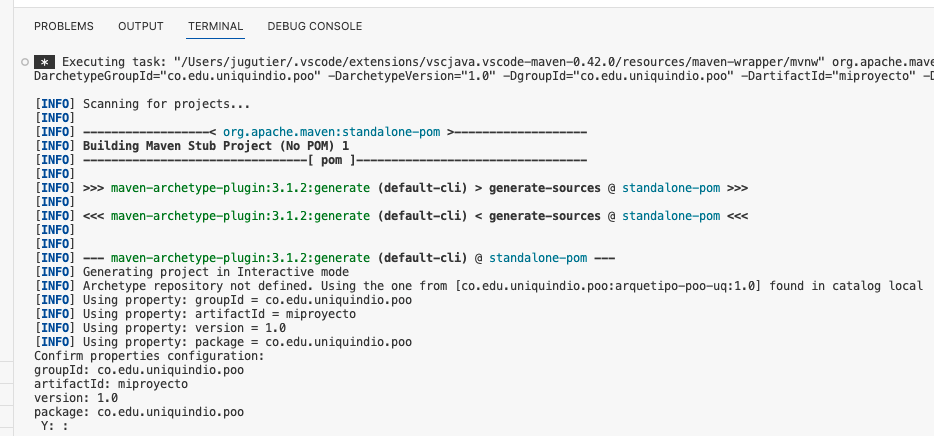 PROBLEMS OUTPUT TERMINAL DEBUG CONSOLE
* Executing task: "/Users/jugutier/.vscode/extensions/vscjava.vscode-maven-0.42.0/resources/maven-wrapper/mvnw" org.apache.mave
DarchetypeGroupId="co.edu.uniquindio.poo" -DarchetypeVersion="1.0" -DgroupId="co.edu.uniquindio.poo" -DartifactId="miproyecto" -D
[INFO] Scanning for projects...
[INFO]
[INFO] ------------------< org.apache.maven:standalone-pom >-------------------
[INFO] Building Maven Stub Project (No POM) 1
[INFO] --------------------------------[ pom ]---------------------------------
[INFO]
[INFO] >>> maven-archetype-plugin:3.1.2:generate (default-cli) > generate-sources @ standalone-pom >>>
[INFO]
[INFO] <<< maven-archetype-plugin:3.1.2:generate (default-cli) < generate-sources @ standalone-pom <<<
[INFO]
[INFO]
[INFO] --- maven-archetype-plugin:3.1.2:generate (default-cli) @ standalone-pom ---
[INFO] Generating project in Interactive mode
[INFO] Archetype repository not defined. Using the one from [co.edu.uniquindio.poo:arquetipo-poo-uq:1.0] found in catalog local
[INFO] Using property: groupId = co.edu.uniquindio.poo
[INFO] Using property: artifactId = miproyecto
[INFO] Using property: version = 1.0
[INFO] Using property: package = co.edu.uniquindio.poo
Confirm properties configuration:
groupId: co.edu.uniquindio.poo
artifactId: miproyecto
version: 1.0
package: co.edu.uniquindio.poo
Y: :